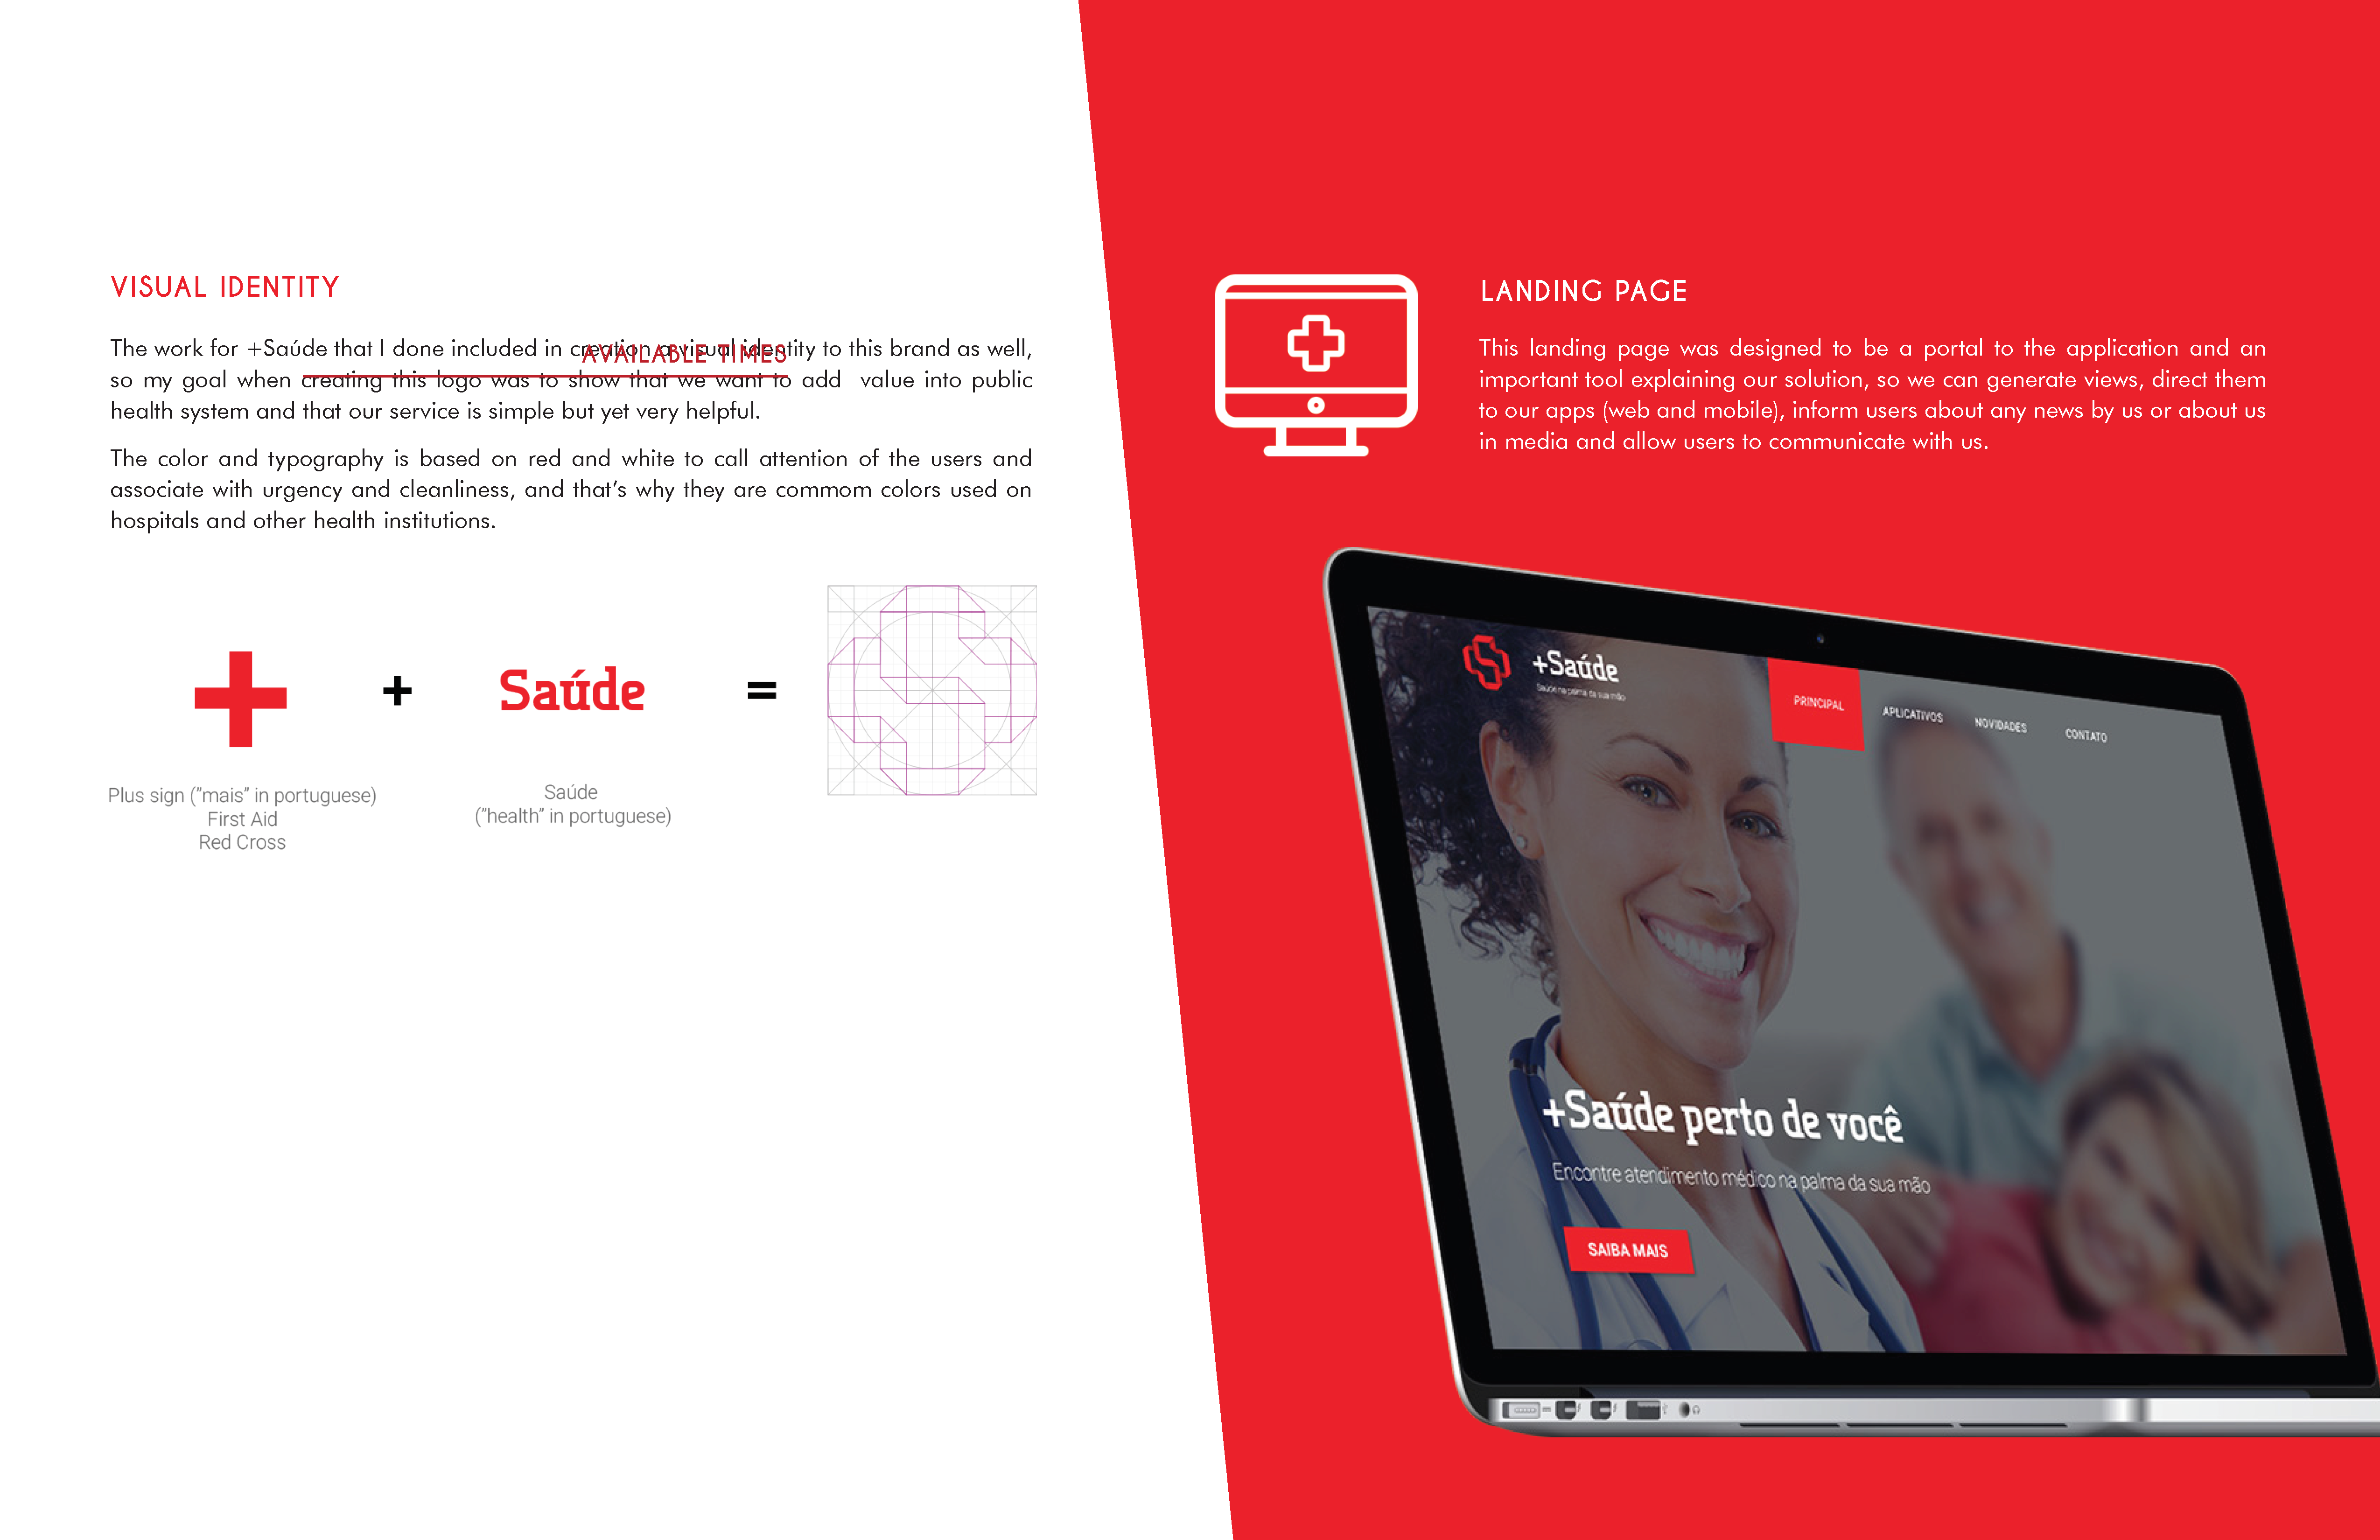 VISUAL IDENTITY
The work for +Saúde that I done included in creation a visual identity to this brand as well,
AVAILABLE TIMES
so my goal when creating this logo was to show that we want to add value into public
health system and that our service is simple but yet very helpful.
The color and typography is based on red and white to call attention of the users and
associate with urgency and cleanliness, and that's why they are commom colors used on
hospitals and other health institutions.
+
+
Saúde
=
Plus sign ("mais" in portuguese)
First Aid
Red Cross
Saúde
("health" in portuguese)
LANDING PAGE
This landing page was designed to be a portal to the application and an
important tool explaining our solution, so we can generate views, direct them
to our apps (web and mobile), inform users about any news by us or about us
in media and allow users to communicate with us.
+Saúde
Saúde na palma da sua mão
PRINCIPAL
APLICATIVOS
NOVIDADES
CONTATO
+Saúde perto de você
Encontre atendimento médico na palma da sua mão
SAIBA MAIS